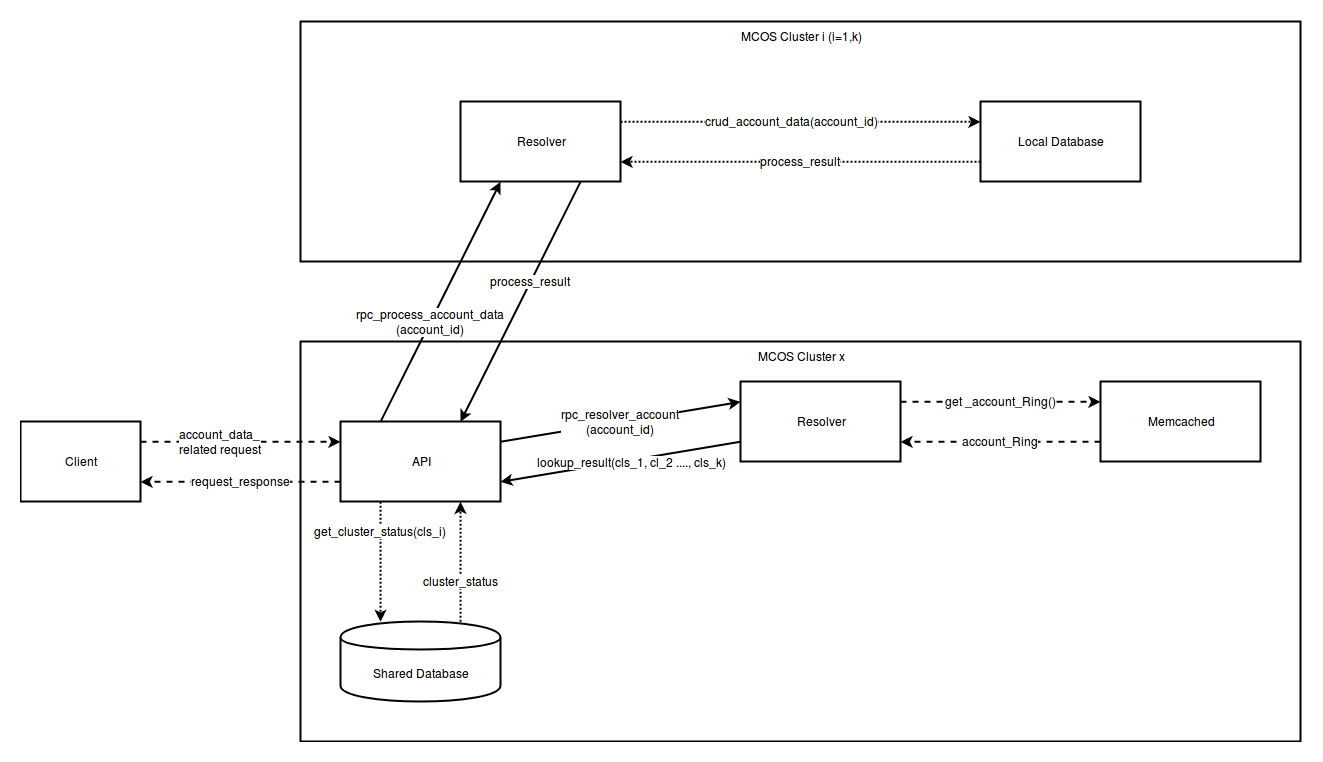 MCOS Cluster i (i=1,k)
Resolver
crud_account_data(account_id)
process_result
Local Database
process_result
rpc_process_account_data
(account_id)
MCOS Cluster x
Client
account_data_
related request
request_response
API
rpc_resolver_account
(account_id)
lookup_result(cls_1, cl_2 ...., cls_k)
Resolver
get _account_Ring()
account_Ring
Memcached
get_cluster_status(cls_i)
cluster_status
Shared Database